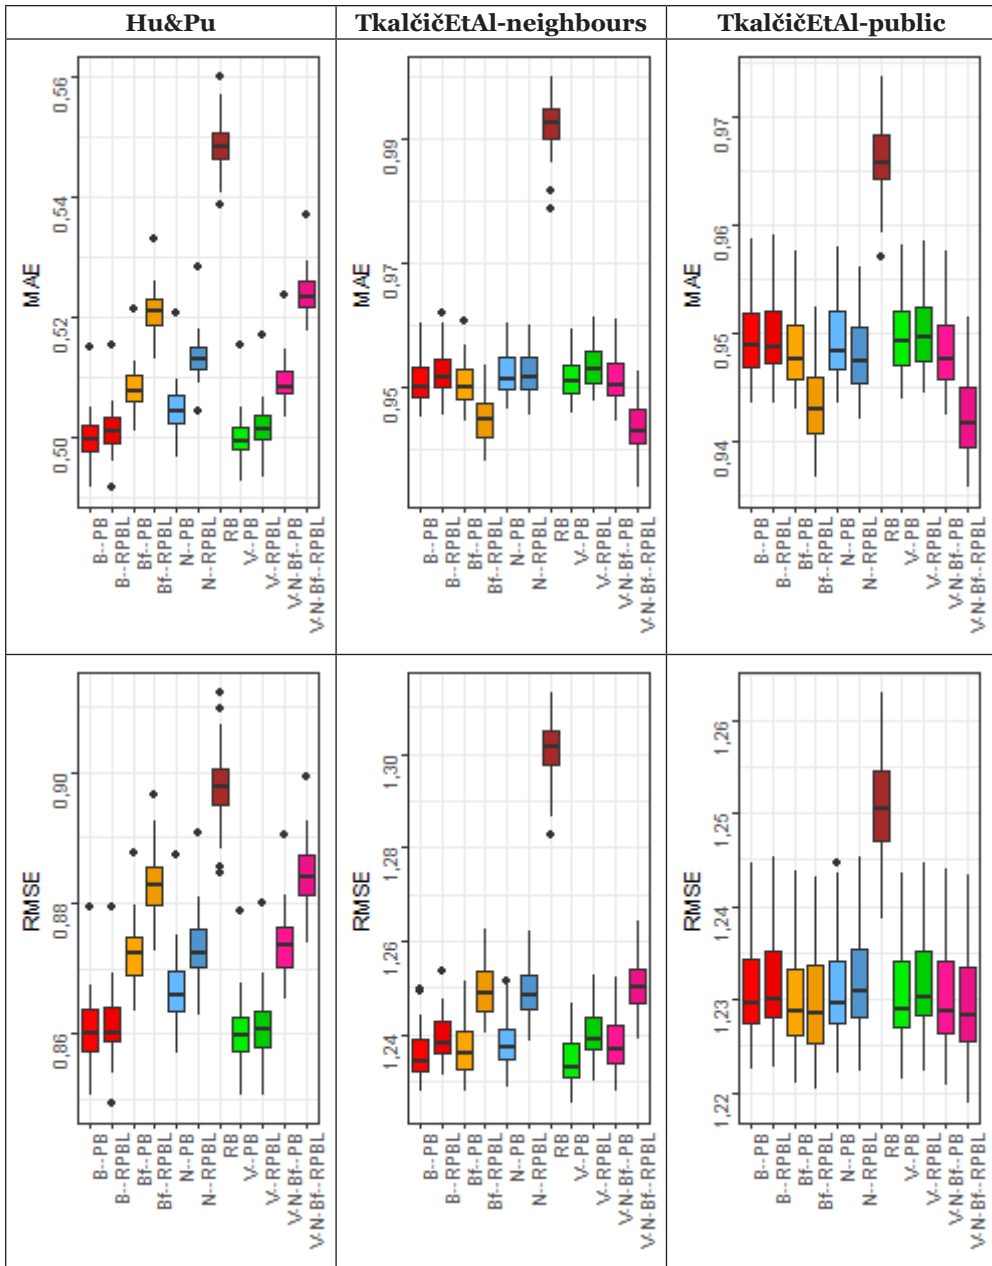 Hu&Pu
TkalčičEtAl-neighbours
TkalčičEtAl-public
MAE
0,56
0,54
0,52
0,50
B--PB
B--RPBL
Bf--PB
Bf--RPBL
N--PB
N--RPBL
RB
V--PB
V--RPBL
V-N-Bf--PB
V-N-Bf--RPBL
MAE
0,99
0,97
0,95
B--PB
B--RPBL
Bf--PB
Bf--RPBL
N--PB
N--RPBL
RB
V--PB
V--RPBL
V-N-Bf--PB
V-N-Bf--RPBL
MAE
0,97
0,96
0,95
0,94
B--PB
B--RPBL
Bf--PB
Bf--RPBL
N--PB
N--RPBL
RB
V--PB
V--RPBL
V-N-Bf--PB
V-N-Bf--RPBL
RMSE
0,90
0,88
0,86
B--PB
B--RPBL
Bf--PB
Bf--RPBL
N--PB
N--RPBL
RB
V--PB
V--RPBL
V-N-Bf--PB
V-N-Bf--RPBL
RMSE
1,30
1,28
1,26
1,24
B--PB
B--RPBL
Bf--PB
Bf--RPBL
N--PB
N--RPBL
RB
V--PB
V--RPBL
V-N-Bf--PB
V-N-Bf--RPBL
RMSE
1,26
1,25
1,24
1,23
1,22
B--PB
B--RPBL
Bf--PB
Bf--RPBL
N--PB
N--RPBL
RB
V--PB
V--RPBL
V-N-Bf--PB
V-N-Bf--RPBL